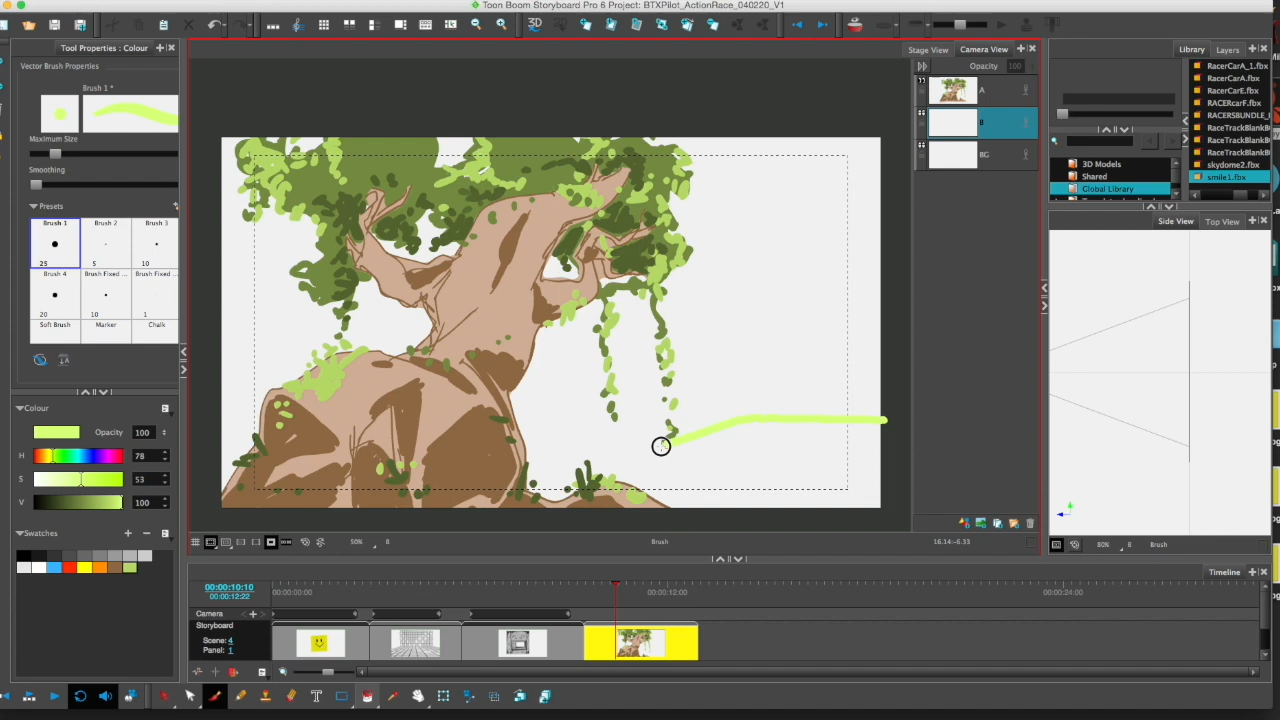 Toon Boom Storyboard Pro 6 Project: BTXPilot_ActionRace_040220_V1
3D
Tool Properties: Colour
Vector Brush Properties
Brush 1 *
Maximum Size
Smoothing
Presets
Brush 1 Brush 2 Brush 3
25 5 10
Brush 4 Brush Fixed ... Brush Fixed ...
20 10 1
Soft Brush Marker Chalk
Colour
Opacity 100
H 78
S 53
V 100
Swatches
Stage View Camera View
Opacity 100
A
B
BG
50% B Brush 16.14:-6.33
Library Layers
RacerCarA_1.fbx
RacerCarA.fbx
RacerCarE.fbx
RACERcarF.fbx
RACERSBUNDLE_
RaceTrackBlank
RaceTrackBlankB
RaceTrackBlankB
skydome2.fbx
smile1.fbx
3D Models
Shared
Global Library
Side View Top View
80% B Brush
Timeline
00:00:10:10
00:00:12:22
00:00:00:00 00:00:12:00 00:00:24:00
Camera
Storyboard
Scene: 4
Panel: 1
T